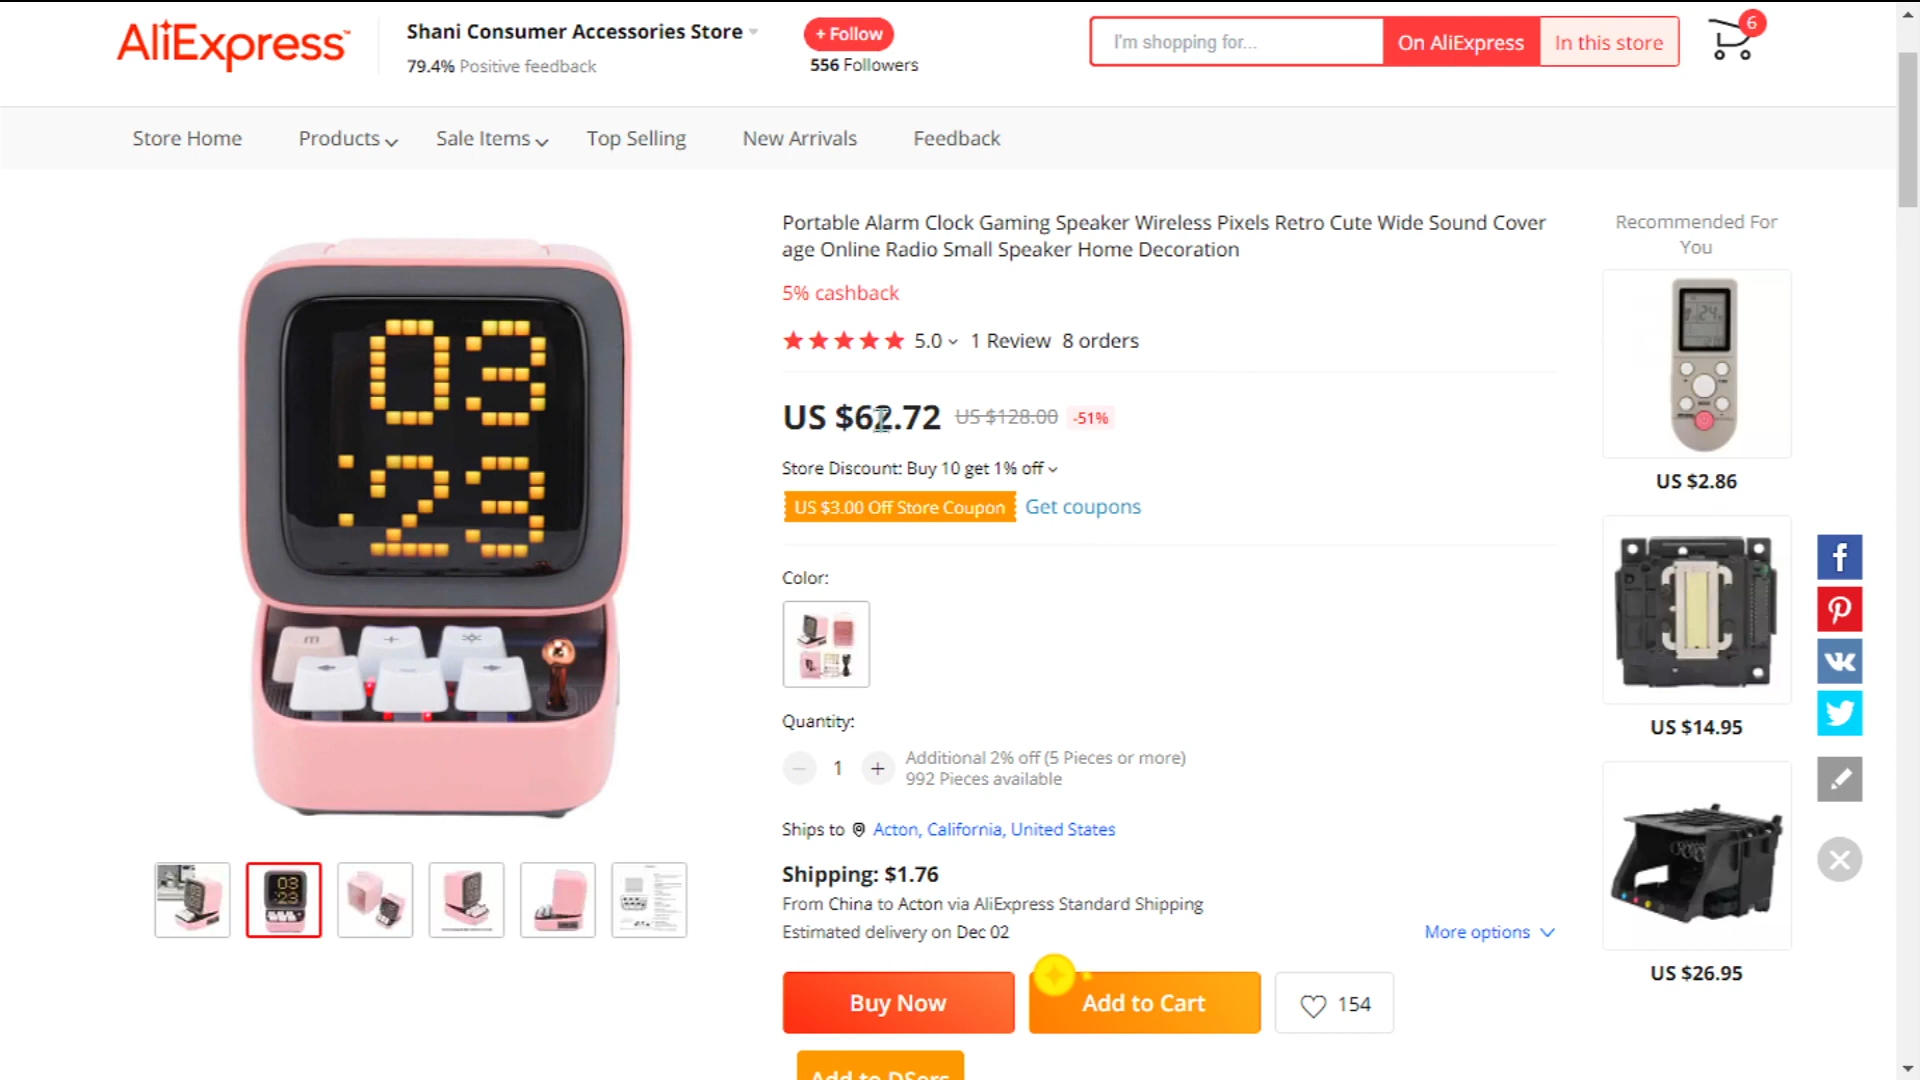 AliExpress
Shani Consumer Accessories Store
79.4% Positive feedback
+ Follow
556 Followers
I'm shopping for...
On AliExpress
In this store
6
Store Home
Products
Sale Items
Top Selling
New Arrivals
Feedback
03
'23
m
Portable Alarm Clock Gaming Speaker Wireless Pixels Retro Cute Wide Sound Cover
age Online Radio Small Speaker Home Decoration
5% cashback
5.0
1 Review
8 orders
US $62.72
US $128.00
-51%
Store Discount: Buy 10 get 1% off
US $3.00 Off Store Coupon
Get coupons
Color:
Quantity:
1
Additional 2% off (5 Pieces or more)
992 Pieces available
Ships to
Acton, California, United States
Shipping: $1.76
From China to Acton via AliExpress Standard Shipping
Estimated delivery on Dec 02
More options
Buy Now
Add to Cart
154
Add to DSers
Recommended For
You
US $2.86
US $14.95
US $26.95